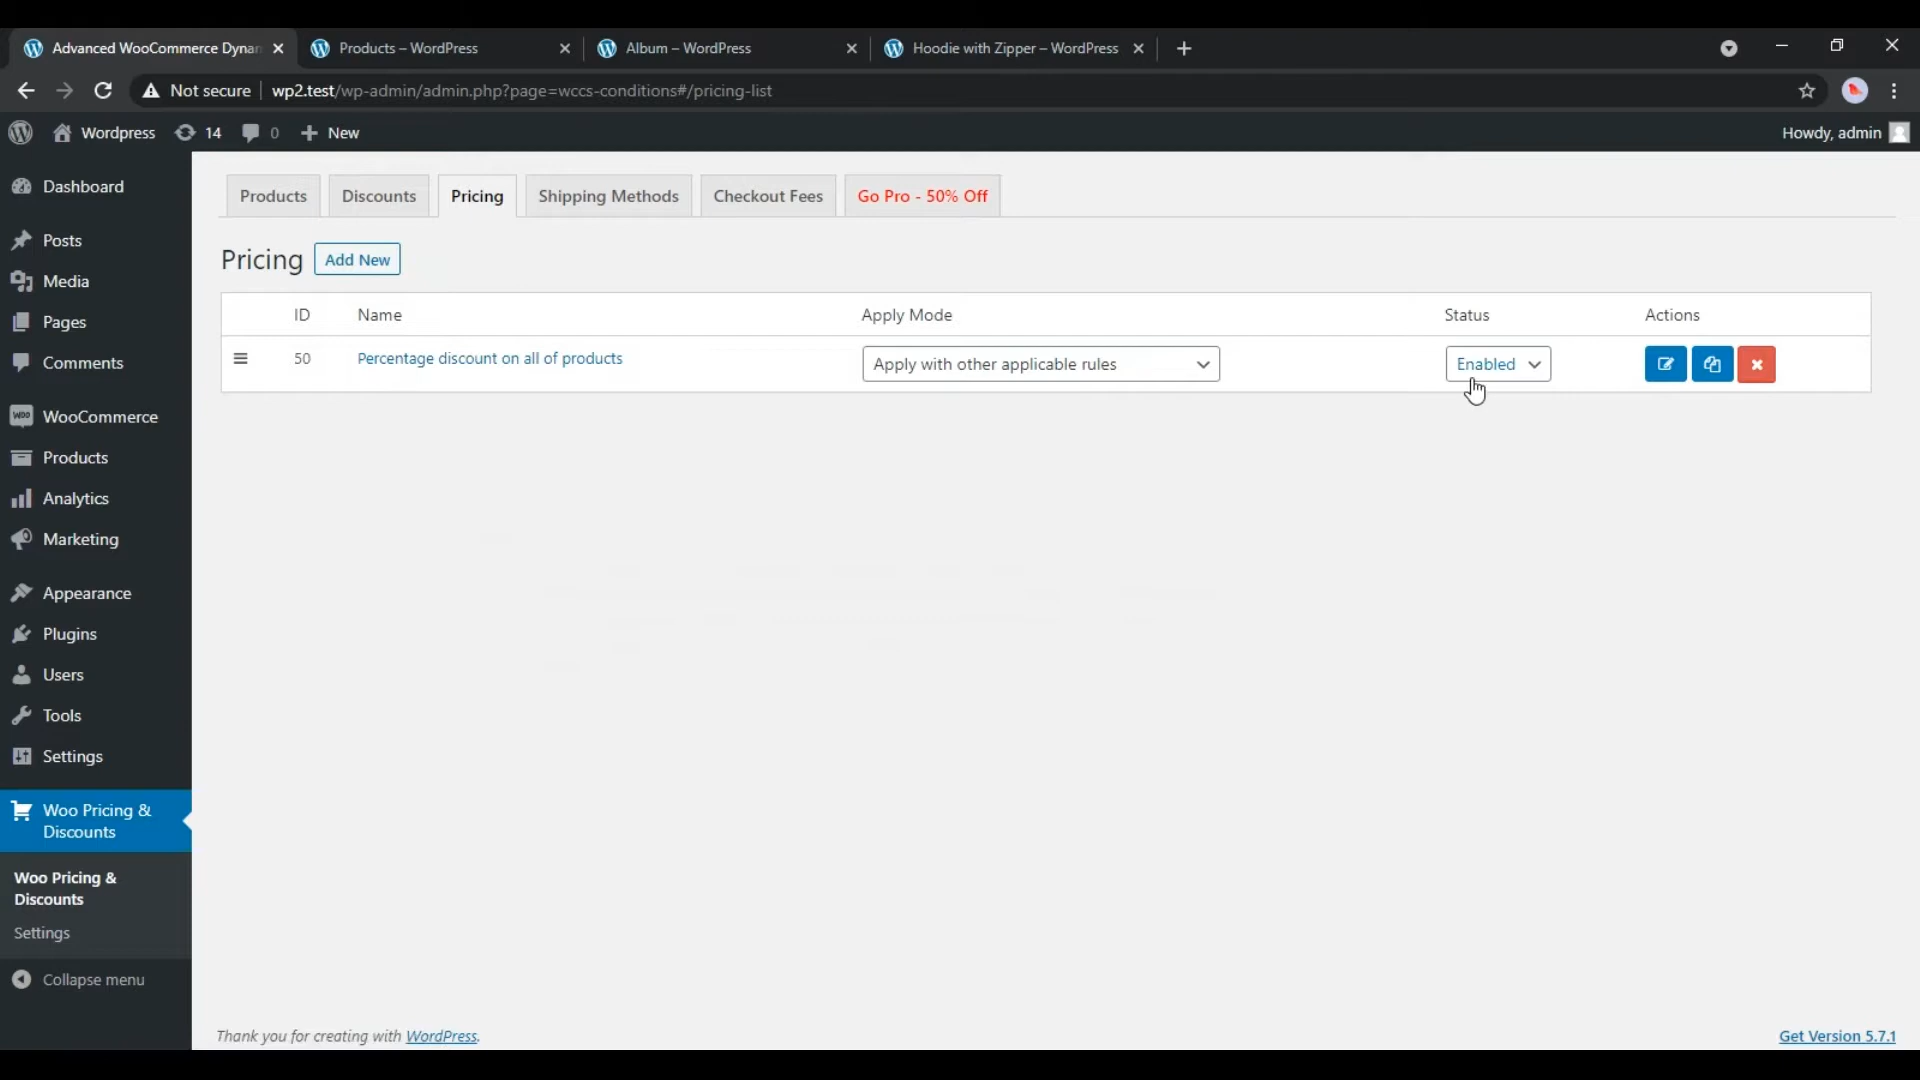 Advanced WooCommerce Dynan
Products – WordPress
Album – WordPress
Hoodie with Zipper – WordPress
Not secure
wp2.test/wp-admin/admin.php?page=wccs-conditions#/pricing-list
Wordpress
14
0
New
Howdy, admin
Dashboard
Posts
Media
Pages
Comments
WooCommerce
Products
Analytics
Marketing
Appearance
Plugins
Users
Tools
Settings
Woo Pricing &
Discounts
Woo Pricing &
Discounts
Settings
Collapse menu
Products
Discounts
Pricing
Shipping Methods
Checkout Fees
Go Pro - 50% Off
Pricing
Add New
ID
Name
Apply Mode
Status
Actions
50
Percentage discount on all of products
Apply with other applicable rules
Enabled
Thank you for creating with WordPress.
Get Version 5.7.1